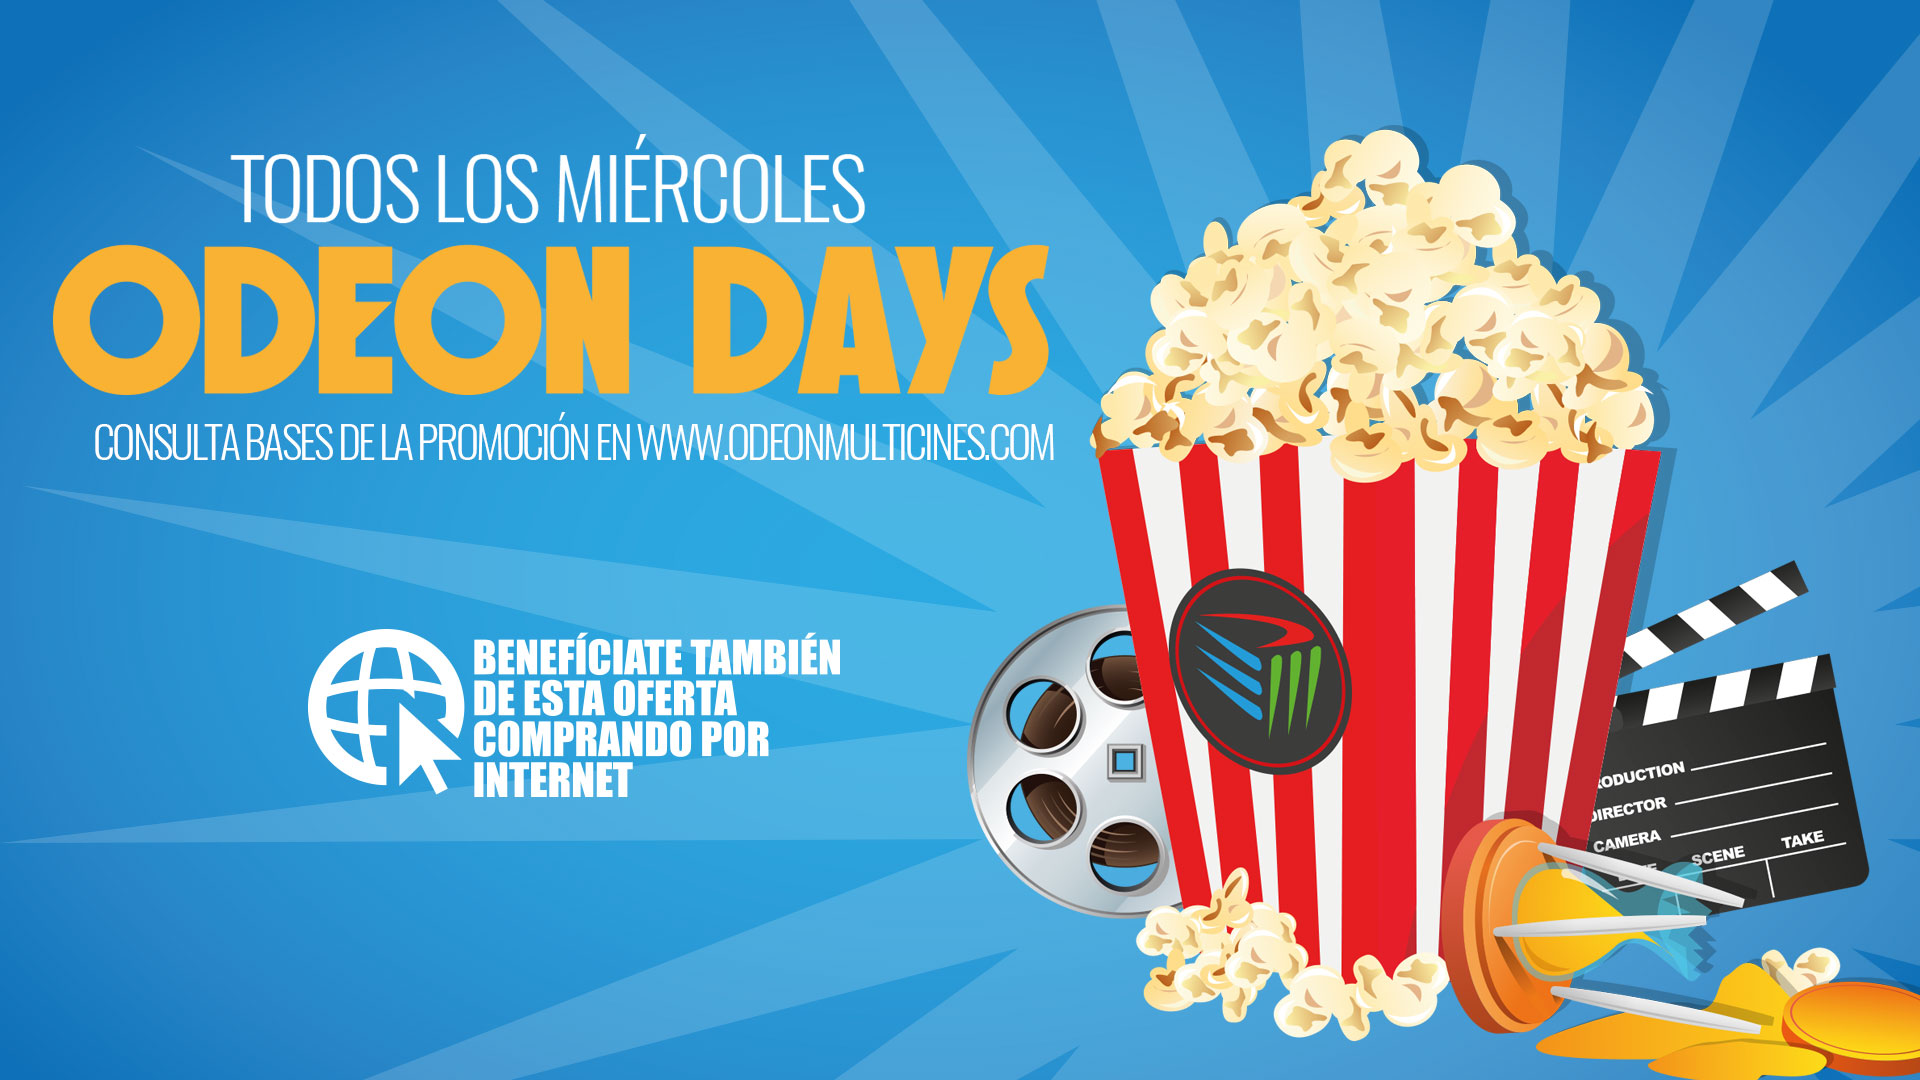 TODOS LOS MIÉRCOLES
ODEON DAYS
CONSULTA BASES DE LA PROMOCIÓN EN WWW.ODEONMULTICINES.COM
BENEFÍCIATE TAMBIÉN
DE ESTA OFERTA
COMPRANDO POR
INTERNET
RODUCTION
DIRECTOR
CAMERA
SCENE
TAKE